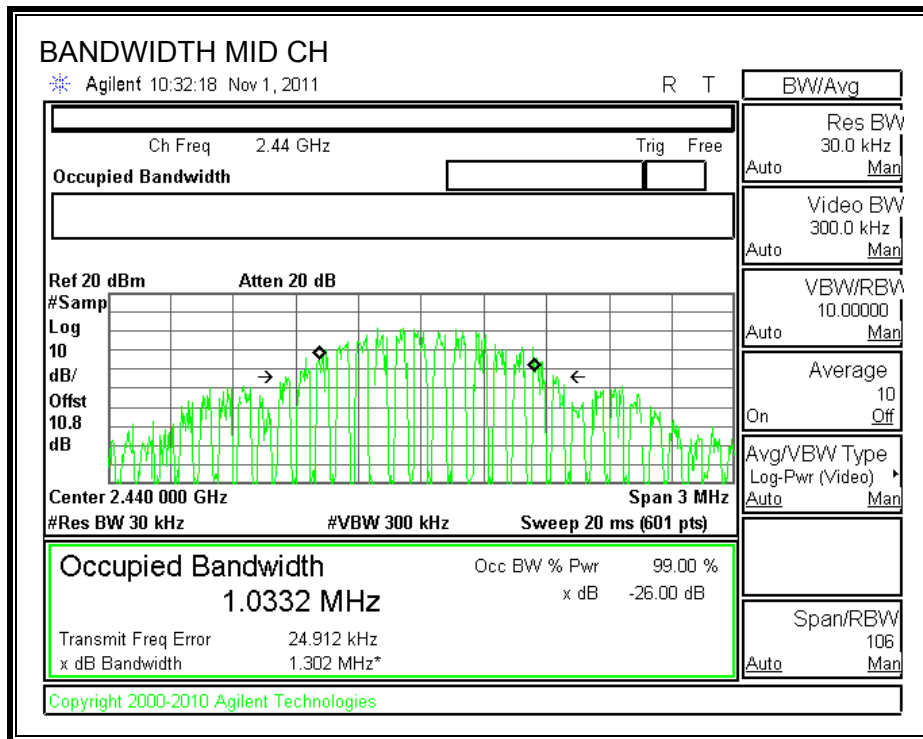 BANDWIDTH MID CH
Agilent 10:32:18 Nov 1, 2011 R T
Ch Freq 2.44 GHz Trig Free
Occupied Bandwidth
Ref 20 dBm Atten 20 dB
#Samp
Log
10
dB/
Offst
10.8
dB
Center 2.440 000 GHz Span 3 MHz
#Res BW 30 kHz #VBW 300 kHz Sweep 20 ms (601 pts)
Occupied Bandwidth
1.0332 MHz
Occ BW % Pwr 99.00 %
x dB -26.00 dB
Transmit Freq Error 24.912 kHz
x dB Bandwidth 1.302 MHz*
Copyright 2000-2010 Agilent Technologies
BW/Avg
Res BW
30.0 kHz
Auto Man
Video BW
300.0 kHz
Auto Man
VBW/RBW
10.00000
Auto Man
Average
10
On Off
Avg/VBW Type
Log-Pwr (Video)
Auto Man
Span/RBW
106
Auto Man